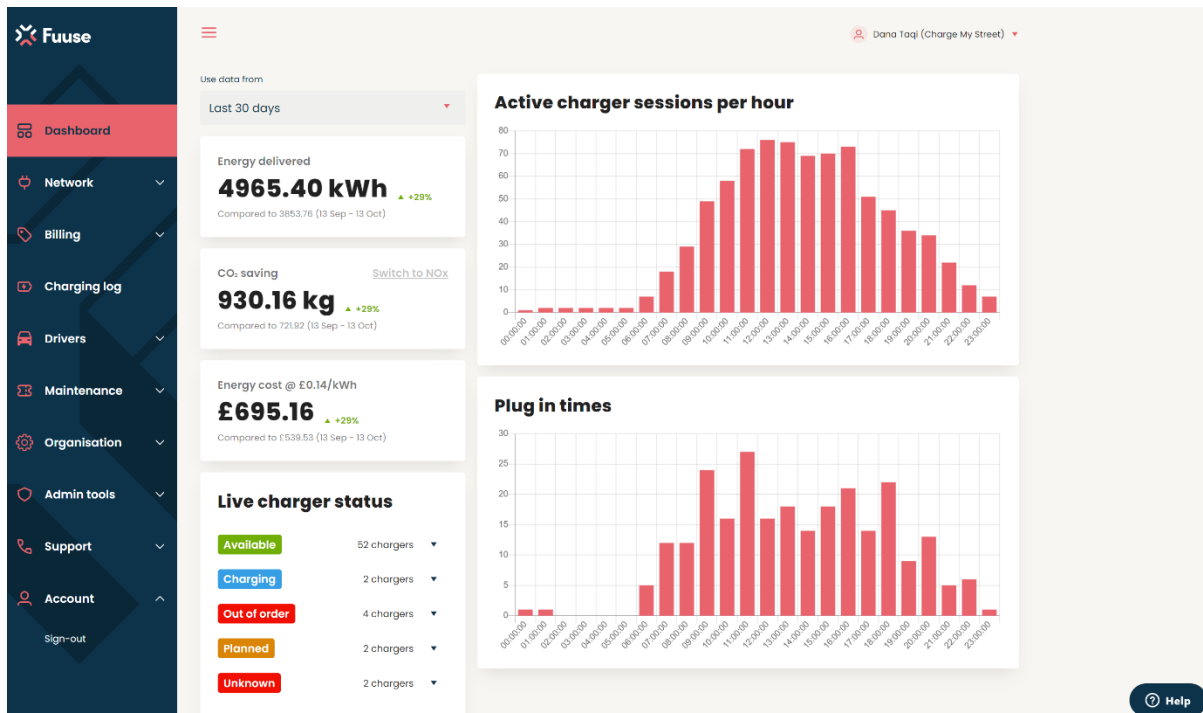 Fuuse
Dashboard
Network
Billing
Charging log
Drivers
Maintenance
Organisation
Admin tools
Support
Account
Sign-out
Dana Taqi (Charge My Street)
Use data from
Last 30 days
Energy delivered
4965.40 kWh +29%
Compared to 3853.76 (13 Sep - 13 Oct)
CO₂ saving Switch to NOx
930.16 kg +29%
Compared to 721.92 (13 Sep - 13 Oct)
Energy cost @ £0.14/kWh
£695.16 +29%
Compared to £539.53 (13 Sep - 13 Oct)
Live charger status
Available 52 chargers
Charging 2 chargers
Out of order 4 chargers
Planned 2 chargers
Unknown 2 chargers
Active charger sessions per hour
80
70
60
50
40
30
20
10
0
00:00:00 01:00:00 02:00:00 03:00:00 04:00:00 05:00:00 06:00:00 07:00:00 08:00:00 09:00:00 10:00:00 11:00:00 12:00:00 13:00:00 14:00:00 15:00:00 16:00:00 17:00:00 18:00:00 19:00:00 20:00:00 21:00:00 22:00:00 23:00:00
Plug in times
30
25
20
15
10
5
0
00:00:00 01:00:00 02:00:00 03:00:00 04:00:00 05:00:00 06:00:00 07:00:00 08:00:00 09:00:00 10:00:00 11:00:00 12:00:00 13:00:00 14:00:00 15:00:00 16:00:00 17:00:00 18:00:00 19:00:00 20:00:00 21:00:00 22:00:00 23:00:00
Help